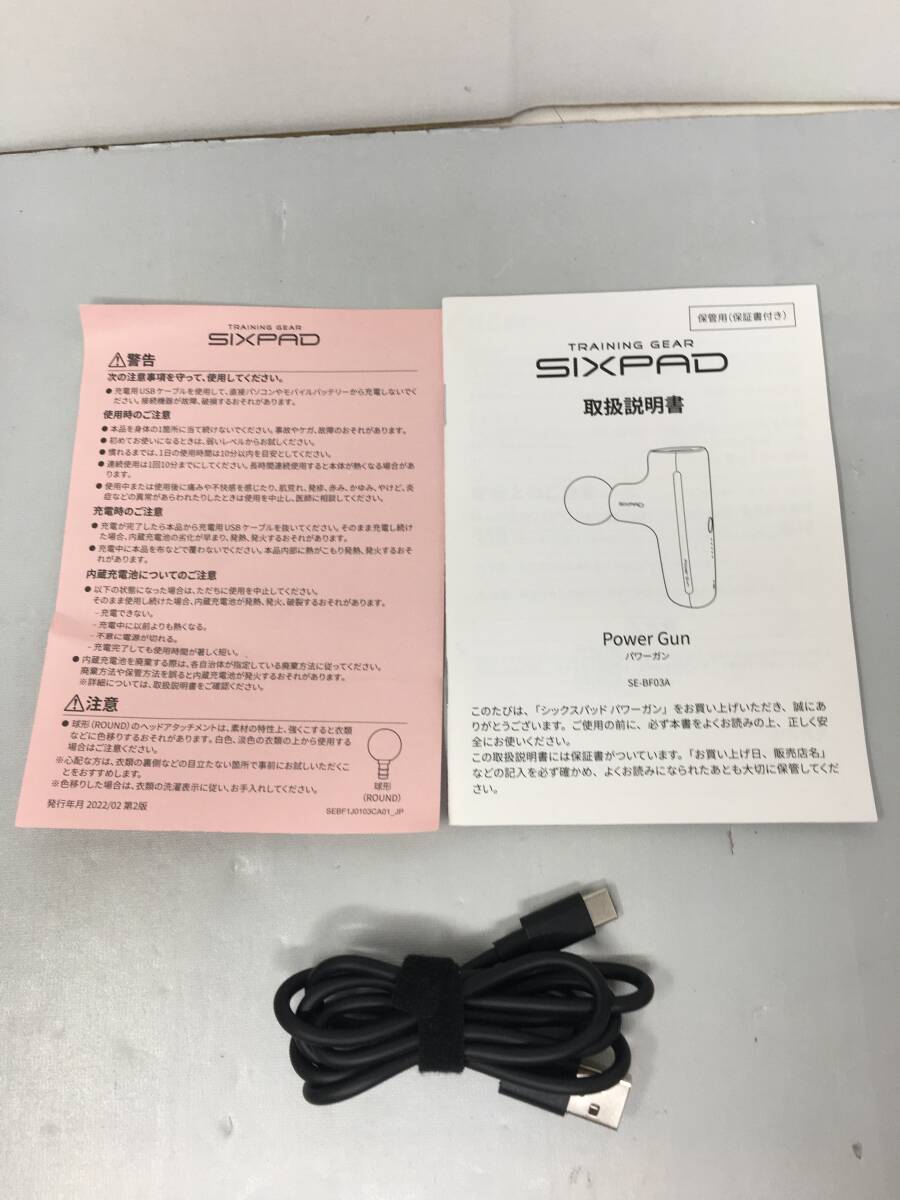 TRAINING GEAR
SIXPAD
⚠警告
次の注意事項を守って、使用してください。
● 充電用USBケーブルを使用して、直接パソコンやモバイルバッテリーから充電しないでく
ださい。接続機器が故障、破損するおそれがあります。
使用時のご注意
● 本品を身体の1箇所に当て続けないでください。事故やケガ、故障のおそれがあります。
● 初めてお使いになるときは、弱いレベルからお試しください。
● 慣れるまでは、1日の使用時間は10分以内を目安としてください。
● 連続使用は1回10分までにしてください。長時間連続使用すると本体が熱くなる場合があ
ります。
● 使用中または使用後に痛みや不快感を感じたり、肌荒れ、発疹、赤み、かゆみ、やけど、炎
症などの異常があらわれたりしたときは使用を中止し、医師に相談してください。
充電時のご注意
● 充電が完了したら本品から充電用USBケーブルを抜いてください。そのまま充電し続け
た場合、内蔵充電池の劣化が早まり、発熱、発火するおそれがあります。
● 充電中に本品を布などで覆わないでください。本品内部に熱がこもり発熱、発火するおそ
れがあります。
内蔵充電池についてのご注意
● 以下の状態になった場合は、ただちに使用を中止してください。
そのまま使用し続けた場合、内蔵充電池が発熱、発火、破裂するおそれがあります。
- 充電できない。
- 充電中に以前よりも熱くなる。
- 不意に電源が切れる。
- 充電完了しても使用時間が著しく短い。
● 内蔵充電池を廃棄する際は、各自治体が指定している廃棄方法に従ってください。
廃棄方法や保管方法を誤ると内蔵充電池が発火するおそれがあります。
※詳細については、取扱説明書をご確認ください。
⚠注意
● 球形(ROUND)のヘッドアタッチメントは、素材の特性上、強くこすると衣類
などに色移りするおそれがあります。白色、淡色の衣類の上から使用する
場合はご注意ください。
※心配な方は、衣類の裏側などの目立たない箇所で事前にお試しいただくこ
とをおすすめします。
※色移りした場合は、衣類の洗濯表示に従い、お手入れしてください。
球形
(ROUND)
発行年月 2022/02 第2版
SEBF1J0103CA01_JP
保管用(保証書付き)
TRAINING GEAR
SIXPAD
取扱説明書
SIXPAD
Power Gun
Power Gun
パワーガン
SE-BF03A
このたびは、「シックスパッド パワーガン」をお買い上げいただき、誠にあ
りがとうございます。ご使用の前に、必ず本書をよくお読みの上、正しく安
全にお使いください。
この取扱説明書には保証書がついています。「お買い上げ日、販売店名」
などの記入を必ず確かめ、よくお読みになられたあとも大切に保管してくだ
さい。